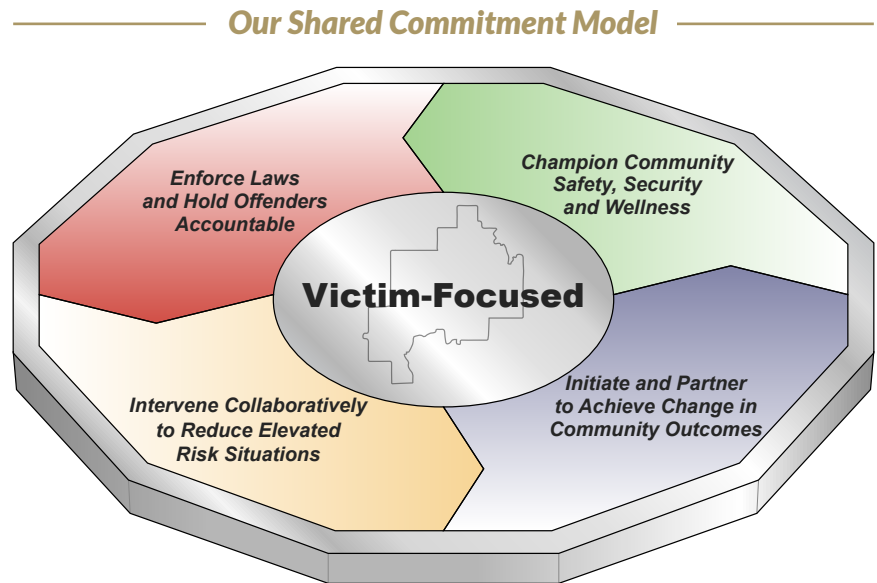 Our Shared Commitment Model
Enforce Laws
and Hold Offenders
Accountable
Champion Community
Safety, Security
and Wellness
Victim-Focused
Intervene Collaboratively
to Reduce Elevated
Risk Situations
Initiate and Partner
to Achieve Change in
Community Outcomes